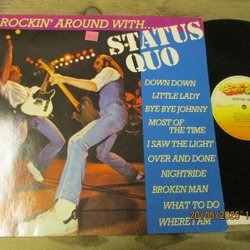 ROCKIN' AROUND WITH...
STATUS
QUO
DOWN DOWN
LITTLE LADY
BYE BYE JOHNNY
MOST OF
THE TIME
I SAW THE LIGHT
OVER AND DONE
NIGHTRIDE
BROKEN MAN
WHAT TO DO
WHERE I AM